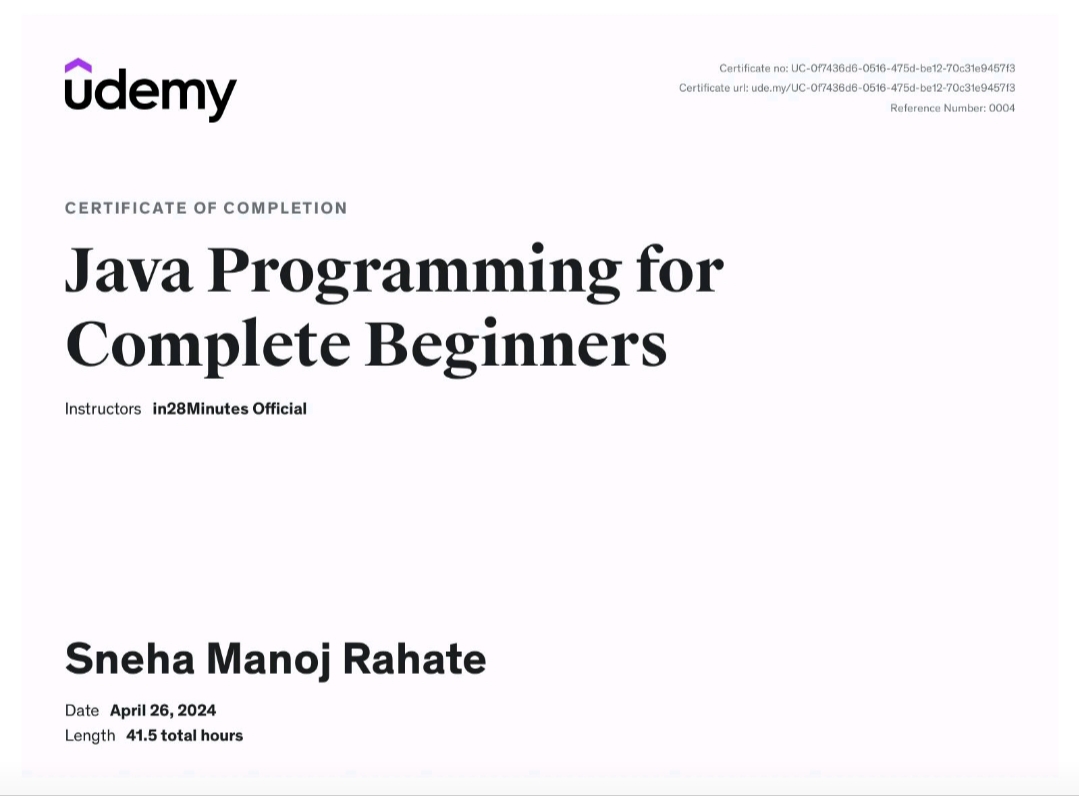 udemy
Certificate no: UC-0f7436d6-0516-475d-be12-70c31e9457f3
Certificate url: ude.my/UC-0f7436d6-0516-475d-be12-70c31e9457f3
Reference Number: 0004
CERTIFICATE OF COMPLETION
Java Programming for
Complete Beginners
Instructors in28Minutes Official
Sneha Manoj Rahate
Date April 26, 2024
Length 41.5 total hours